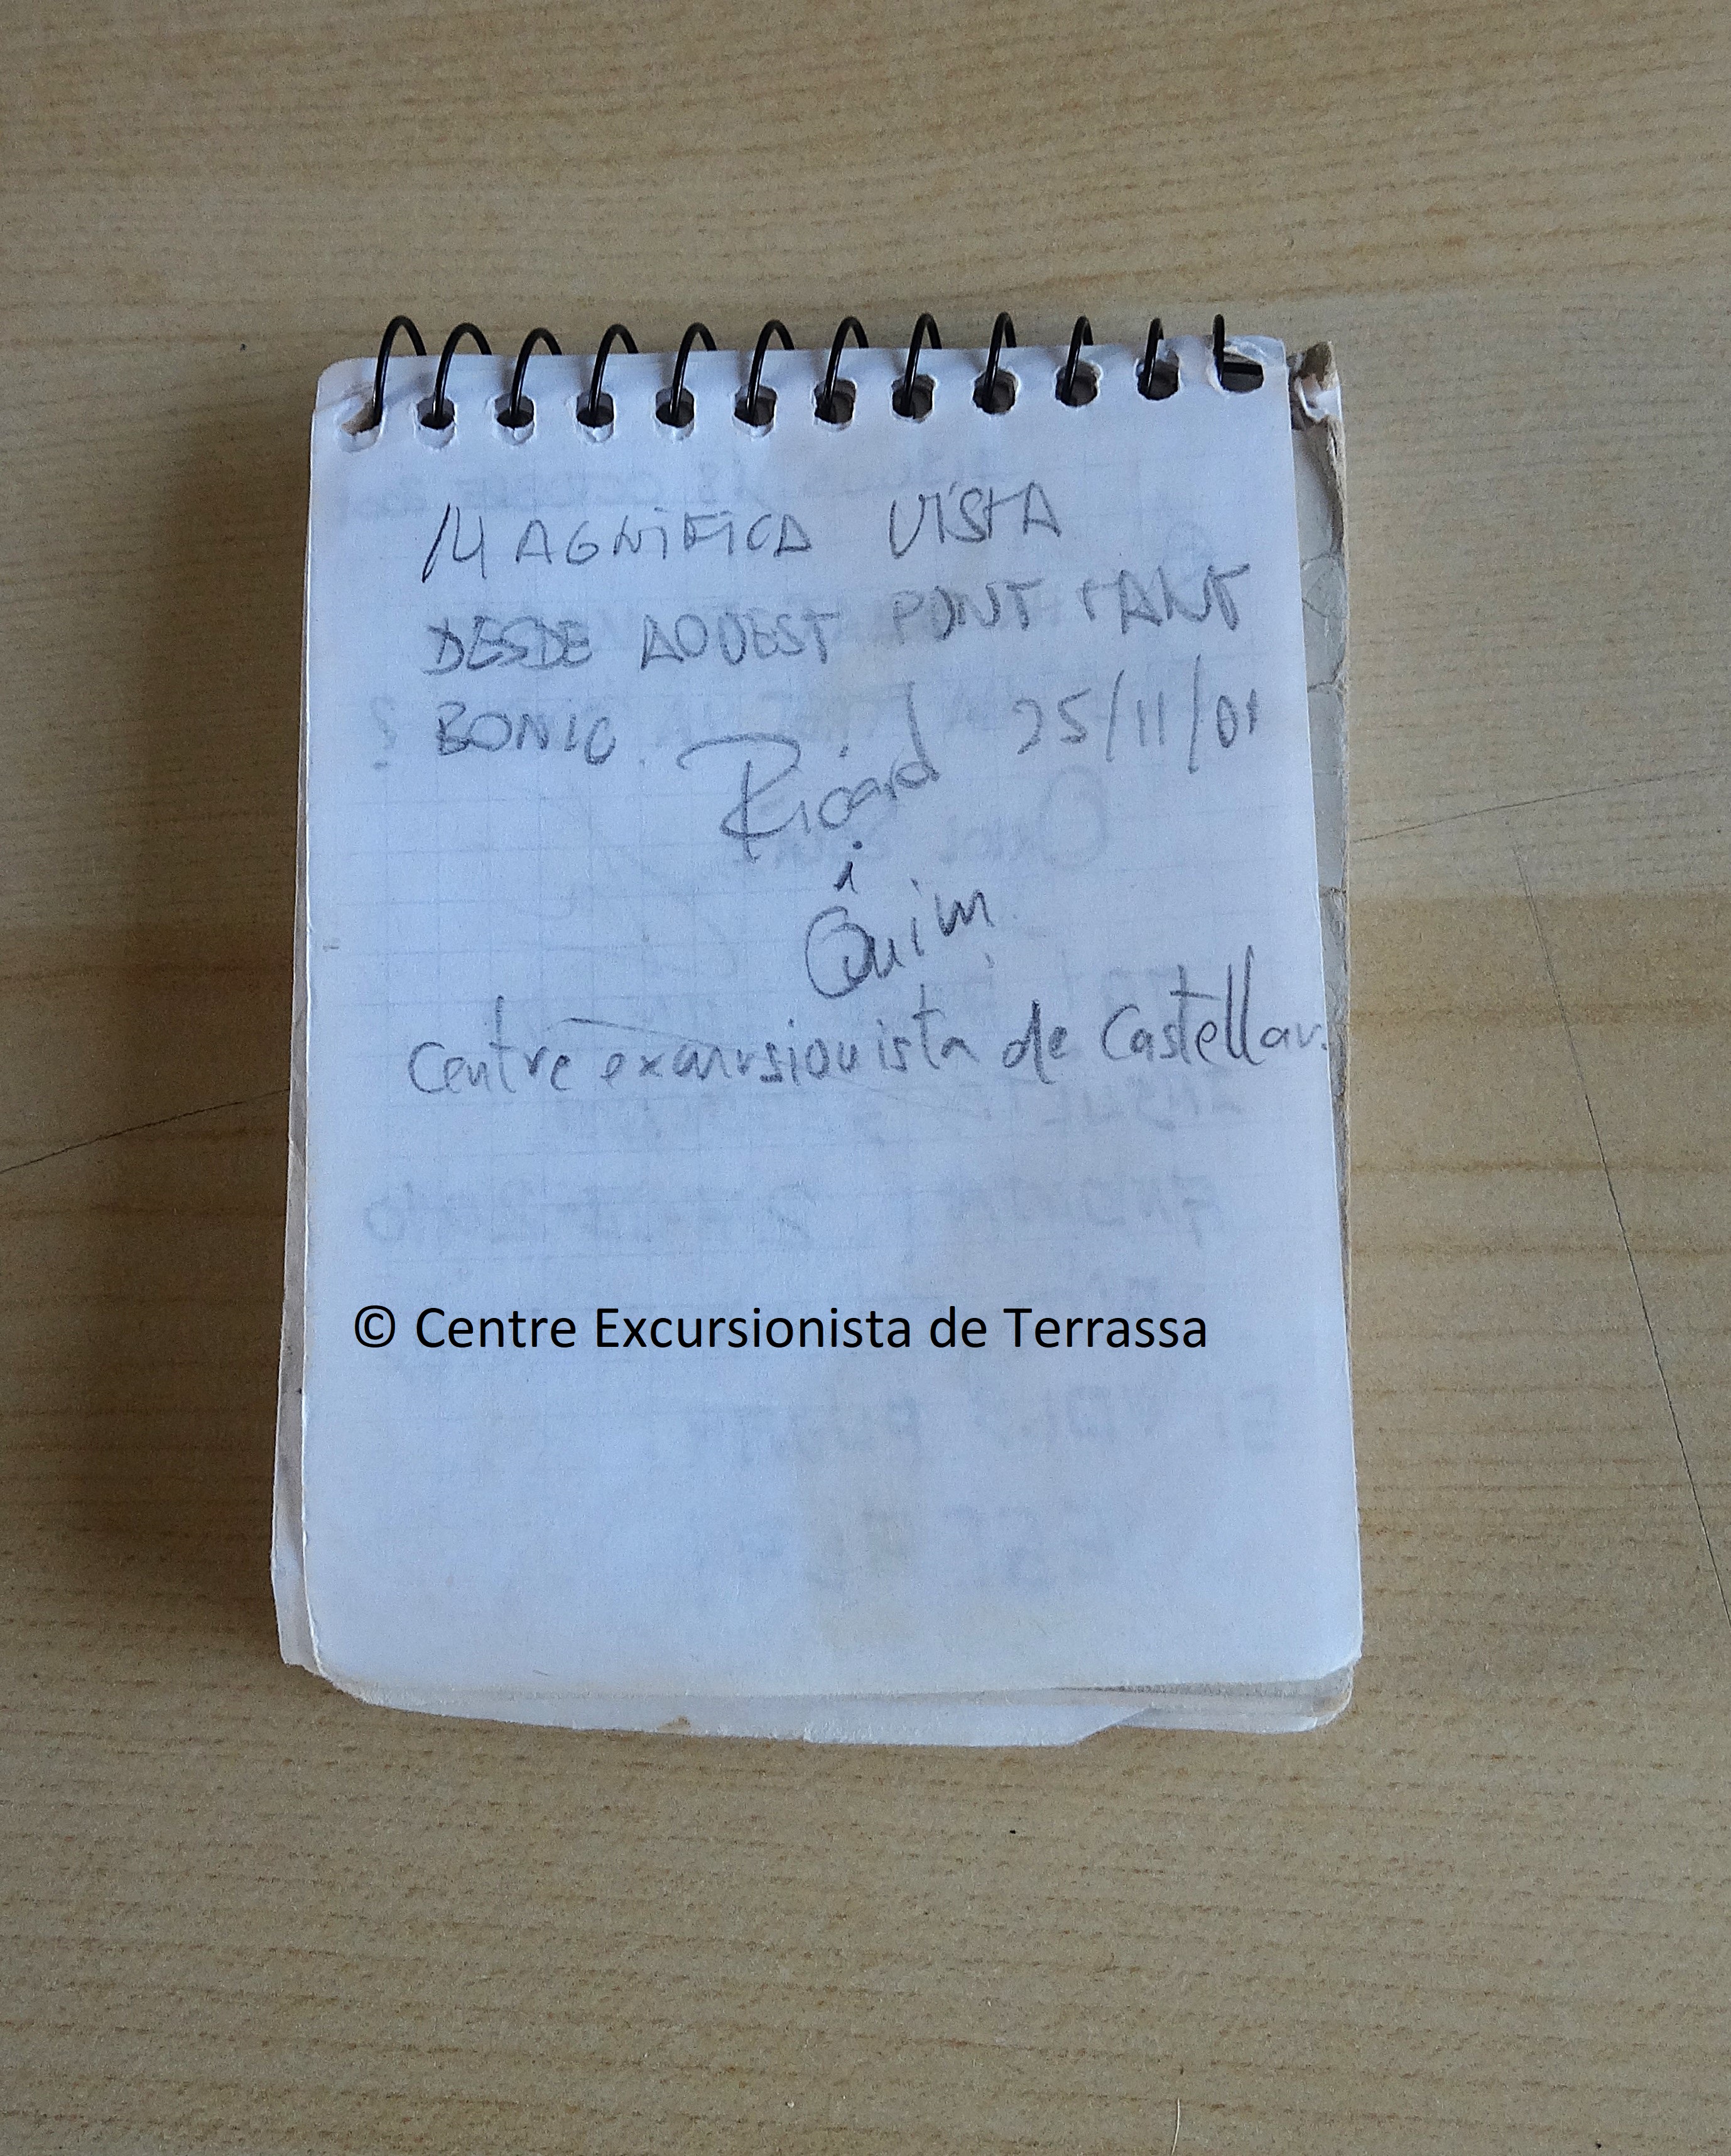 MAGNIFICA VISTA
DESDE AQUEST PONT TANT
BONIC. 25/11/01
Ricard
i
Quim
Centre excursionista de Castellar.
© Centre Excursionista de Terrassa